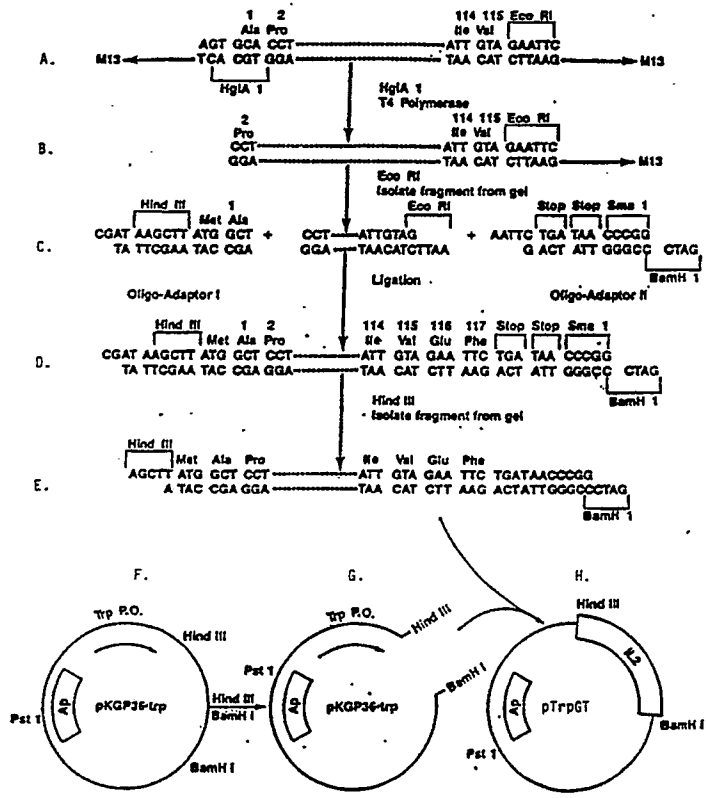 1 2 114 115 Eco RI
Ala Pro Ile Val
AGT GCA CCT ATT GTA GAATTC
A. M13 TCA CGT GGA TAA CAT CTTAAG M13
HgiA 1
HgiA 1
T4 Polymerase
2 114 115 Eco RI
Pro Ile Val
CCT ATT GTA GAATTC
B. GGA TAA CAT CTTAAG M13
Eco RI
Isolate fragment from gel
Hind III 1 Eco RI Stop Stop Sma 1
Met Ala
CGAT AAGCTT ATG GCT + CCT ATTGTAG + AATTC TGA TAA CCCGG
C. TA TTCGAA TAC CGA GGA TAACATCTTAA G ACT ATT GGGCC CTAG
BamH 1
Oligo-Adaptor I Ligation Oligo-Adaptor II
Hind III 1 2 114 115 116 117 Stop Stop Sma 1
Met Ala Pro Ile Val Glu Phe
CGAT AAGCTT ATG GCT CCT ATT GTA GAA TTC TGA TAA CCCGG
D. TA TTCGAA TAC CGA GGA TAA CAT CTT AAG ACT ATT GGGCC CTAG
BamH 1
Hind III
Isolate fragment from gel
Hind III Met Ala Pro Ile Val Glu Phe
AGCTT ATG GCT CCT ATT GTA GAA TTC TGATAACCCGG
E. A TAC CGA GGA TAA CAT CTT AAG ACTATTGGGCCCTAG
BamH 1
F. G. H.
Trp P.O. Hind III
Trp P.O. Hind III
Hind III
IL2
Pst 1 Ap pKGP36-trp
Hind III
BamH I
BamH I
Pst 1 Ap pKGP36-trp
BamH I
Ap pTrpGT
Pst 1
BamH I